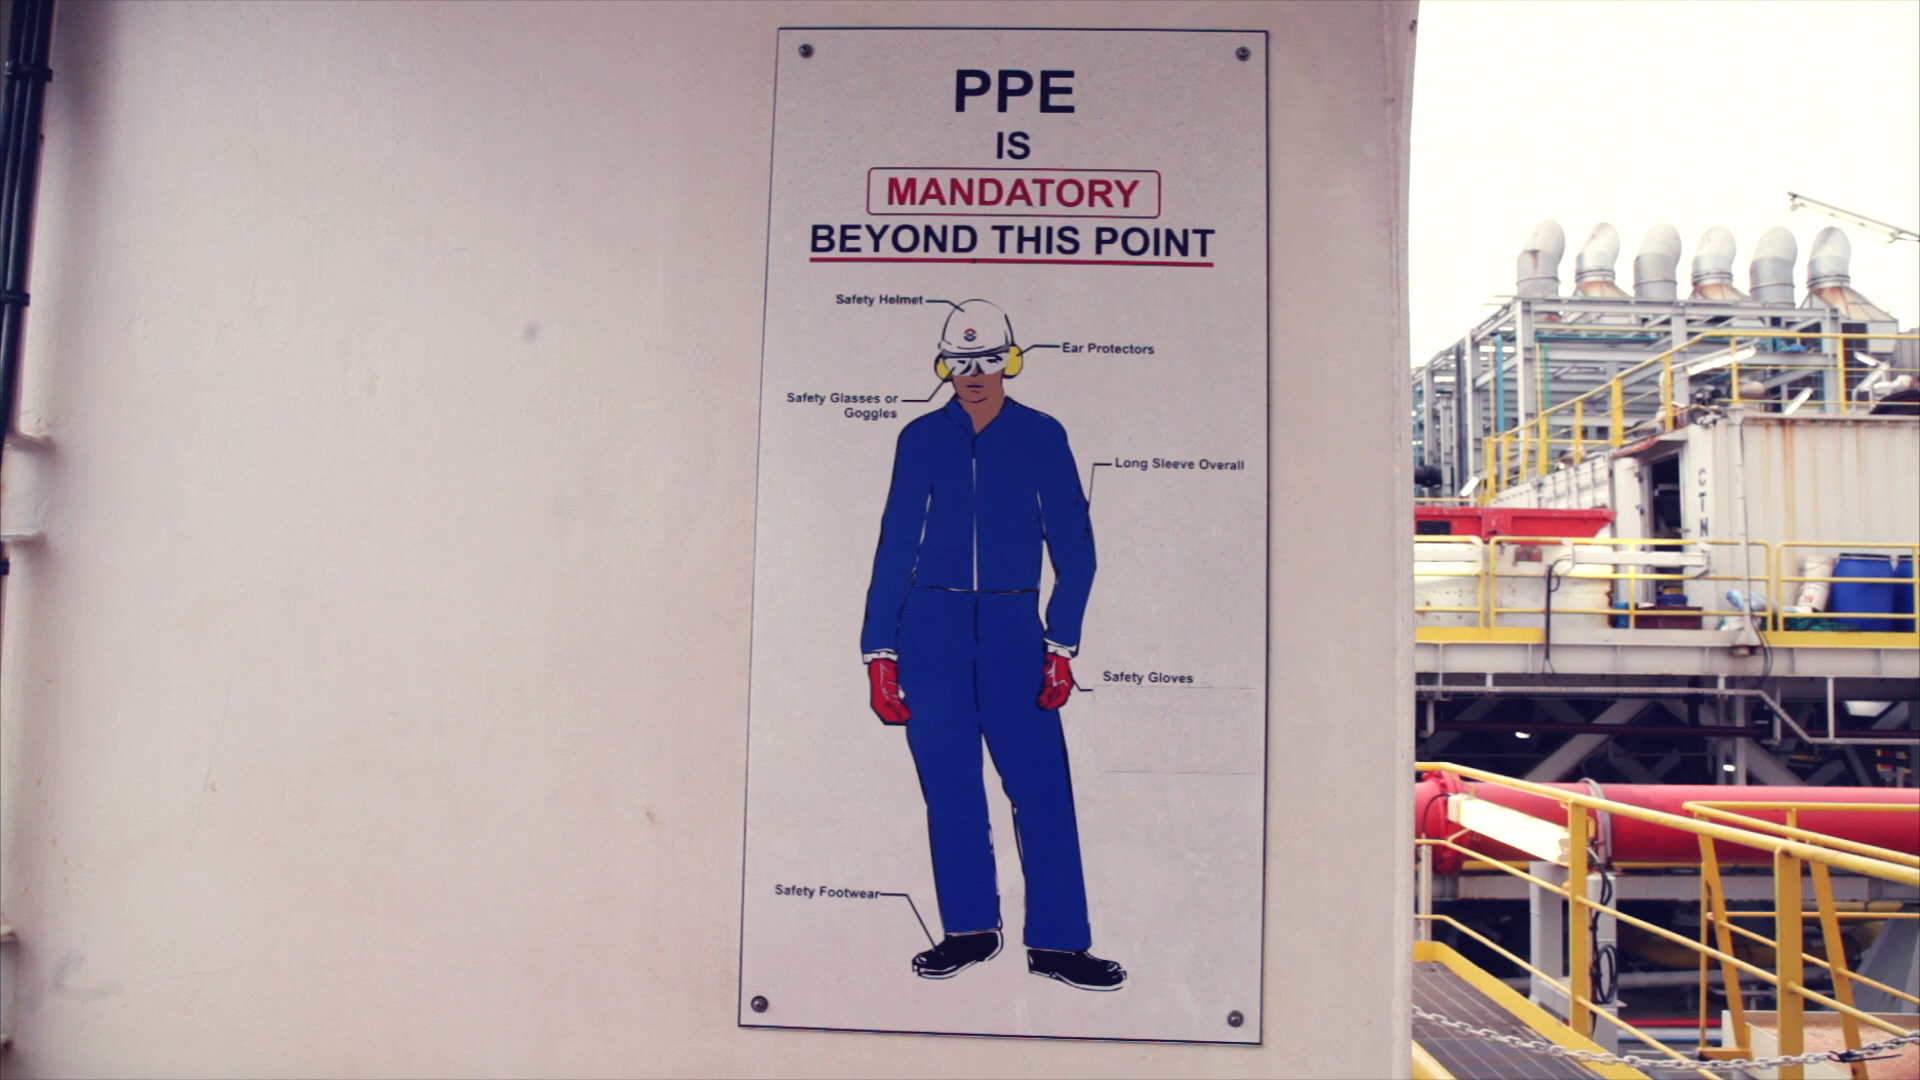 PPE
IS
MANDATORY
BEYOND THIS POINT
Safety Helmet
Ear Protectors
Safety Glasses or
Goggles
Long Sleeve Overall
Safety Gloves
Safety Footwear